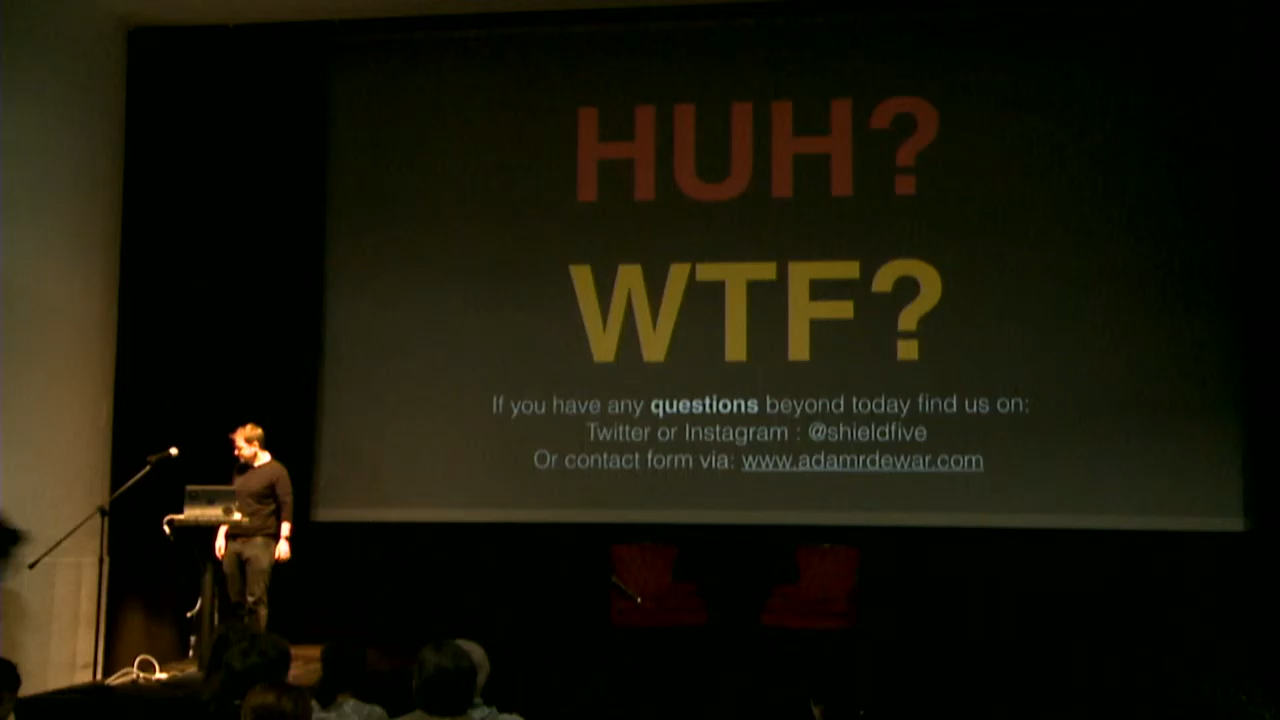 HUH?
WTF?
If you have any questions beyond today find us on:
Twitter or Instagram : @shieldfive
Or contact form via: www.adamrdewar.com